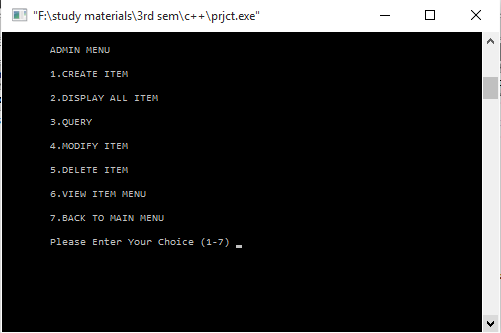 "F:\study materials\3rd sem\c++\prjct.exe"
ADMIN MENU
1.CREATE ITEM
2.DISPLAY ALL ITEM
3.QUERY
4.MODIFY ITEM
5.DELETE ITEM
6.VIEW ITEM MENU
7.BACK TO MAIN MENU
Please Enter Your Choice (1-7) _